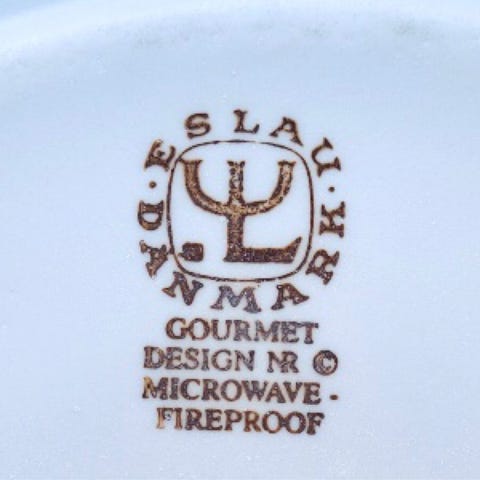 ESLAU · DANMARK ·
GOURMET
DESIGN NR ©
MICROWAVE -
FIREPROOF